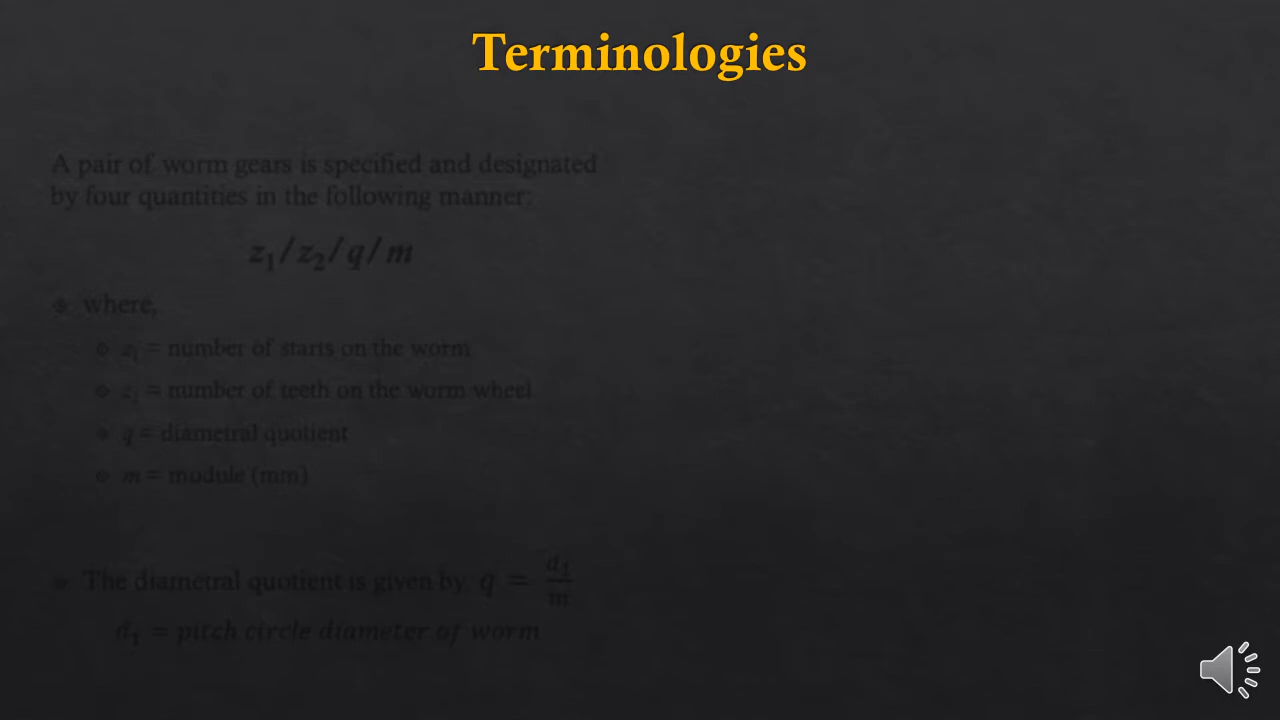 Terminologies
A pair of worm gears is specified and designated
by four quantities in the following manner:
z₁/z₂/q/m
where,
z₁ = number of starts on the worm
z₂ = number of teeth on the worm wheel
q = diametral quotient
m = module (mm)
The diametral quotient is given by, q = d₁/m
d₁ = pitch circle diameter of worm